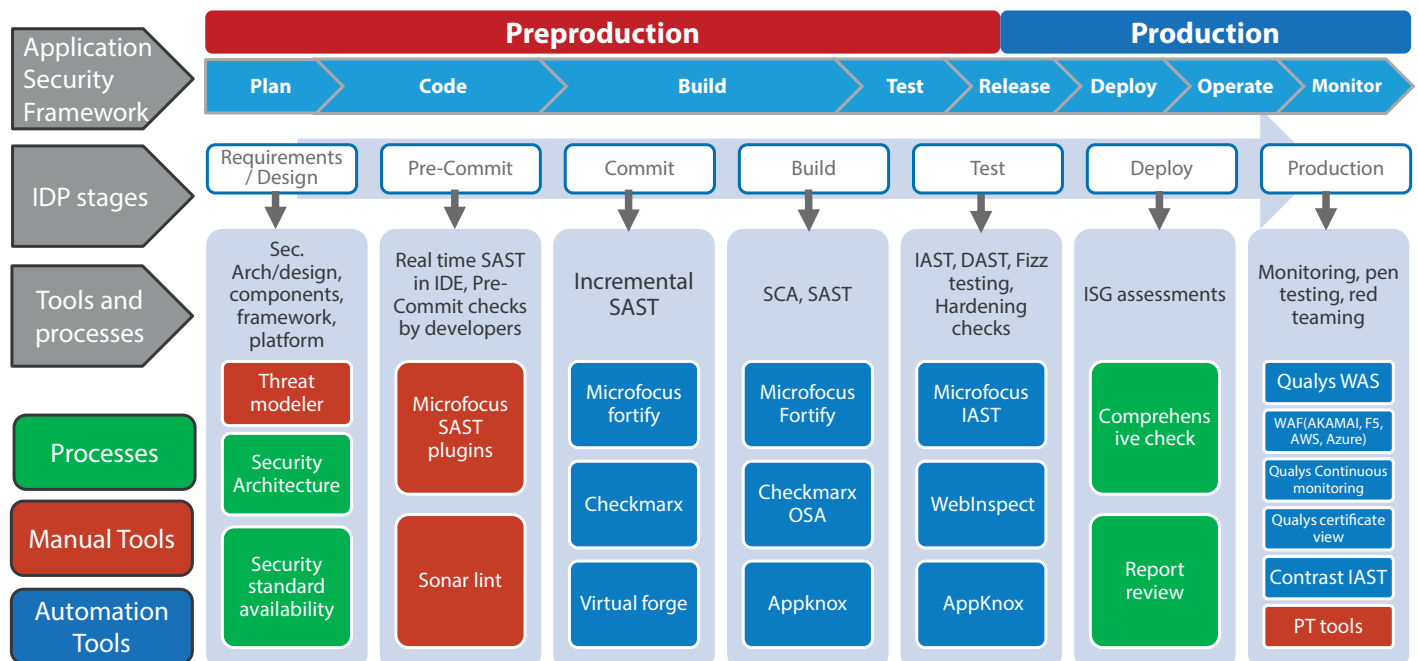 Application
Security
Framework
Preproduction
Production
Plan
Code
Build
Test
Release
Deploy
Operate
Monitor
IDP stages
Requirements
/ Design
Pre-Commit
Commit
Build
Test
Deploy
Production
Tools and
processes
Sec.
Arch/design,
components,
framework,
platform
Real time SAST
in IDE, Pre-
Commit checks
by developers
Incremental
SAST
SCA, SAST
IAST, DAST, Fizz
testing,
Hardening
checks
ISG assessments
Monitoring, pen
testing, red
teaming
Processes
Manual Tools
Automation
Tools
Threat
modeler
Security
Architecture
Security
standard
availability
Microfocus
SAST
plugins
Sonar lint
Microfocus
fortify
Checkmarx
Virtual forge
Microfocus
Fortify
Checkmarx
OSA
Appknox
Microfocus
IAST
WebInspect
AppKnox
Comprehens
ive check
Report
review
Qualys WAS
WAF(AKAMAI, F5,
AWS, Azure)
Qualys Continuous
monitoring
Qualys certificate
view
Contrast IAST
PT tools